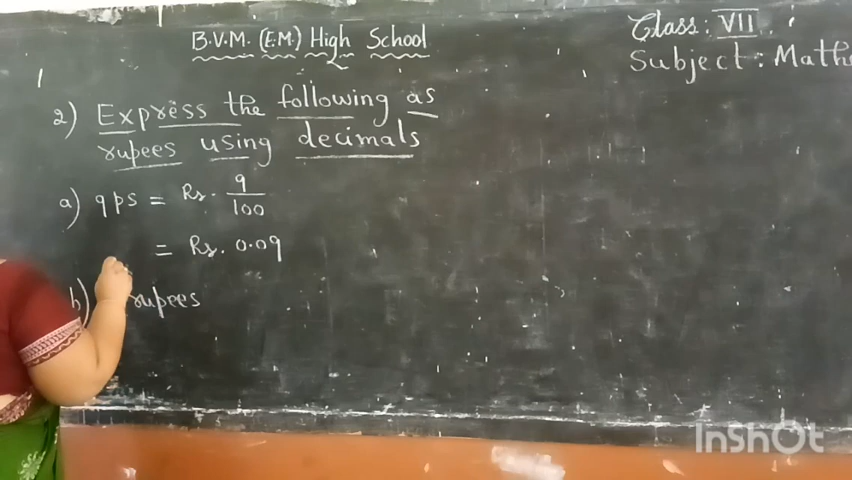 B.V.M. (E.M.) High School
Class: VII
Subject: Maths
2) Express the following as
rupees using decimals
a) 9 ps = Rs. 9/100
= Rs. 0.09
b) rupees
InShOt